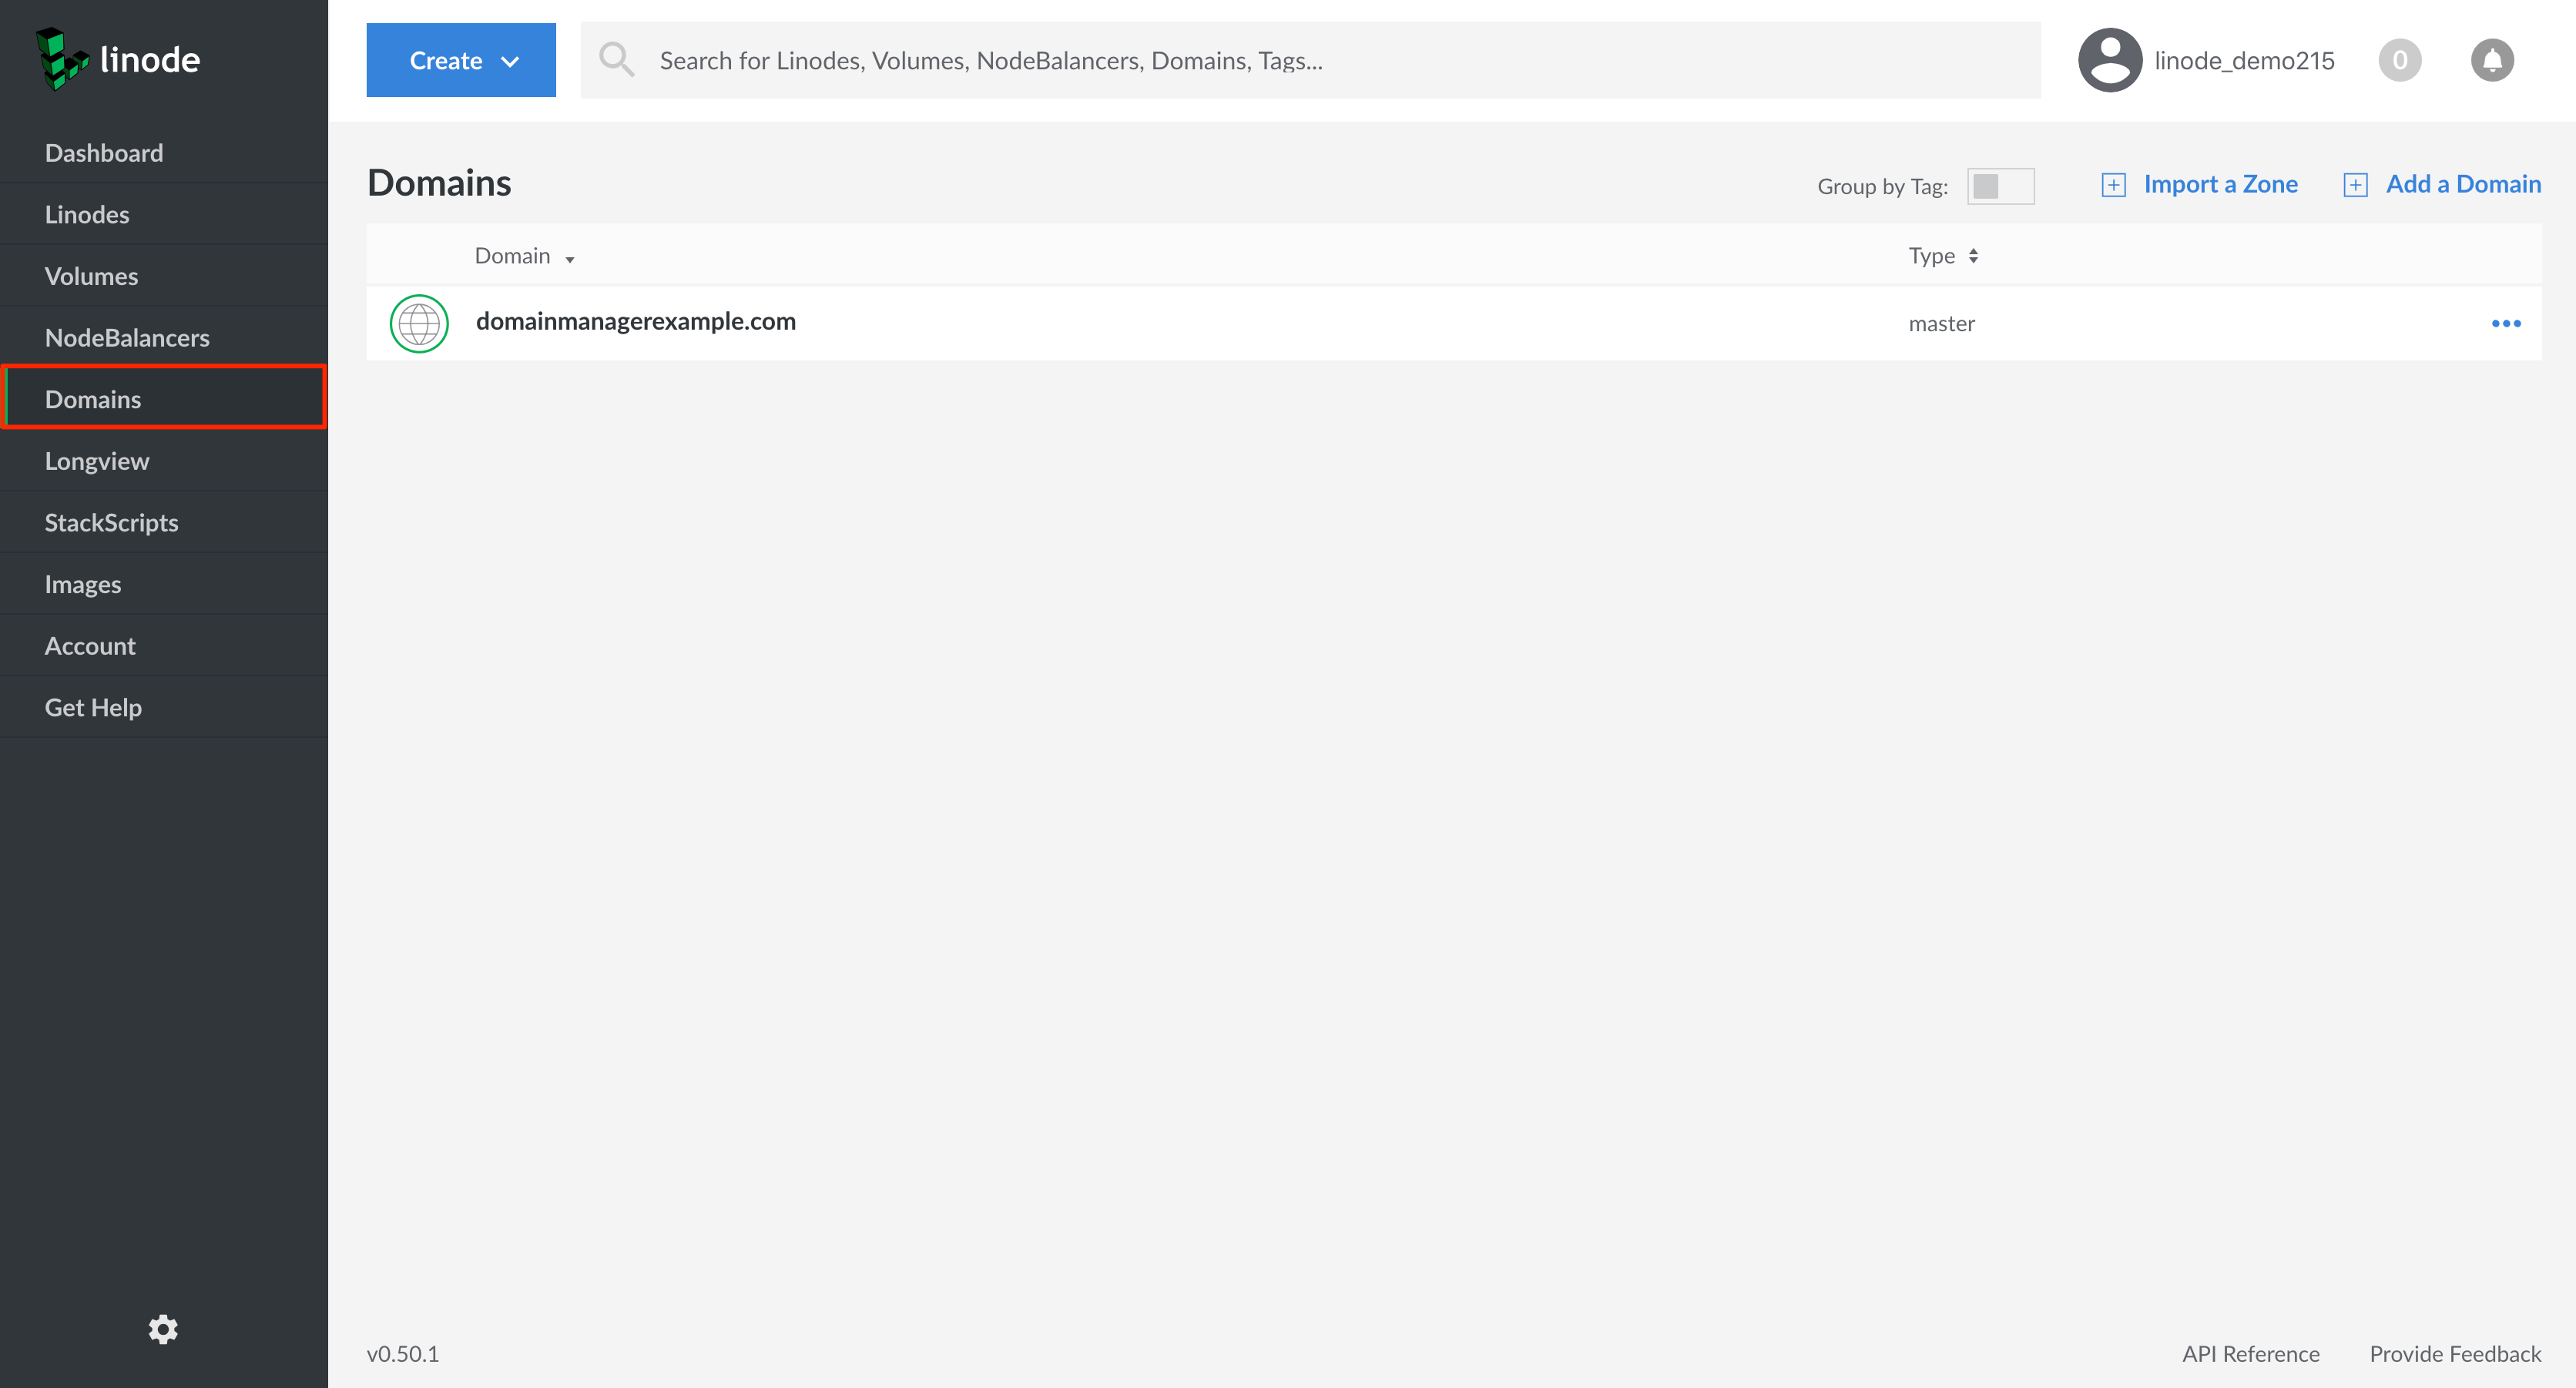 linode
Create
Search for Linodes, Volumes, NodeBalancers, Domains, Tags...
linode_demo215
0
Dashboard
Linodes
Volumes
NodeBalancers
Domains
Longview
StackScripts
Images
Account
Get Help
Domains
Group by Tag:
Import a Zone
Add a Domain
Domain
Type
domainmanagerexample.com
master
v0.50.1
API Reference
Provide Feedback